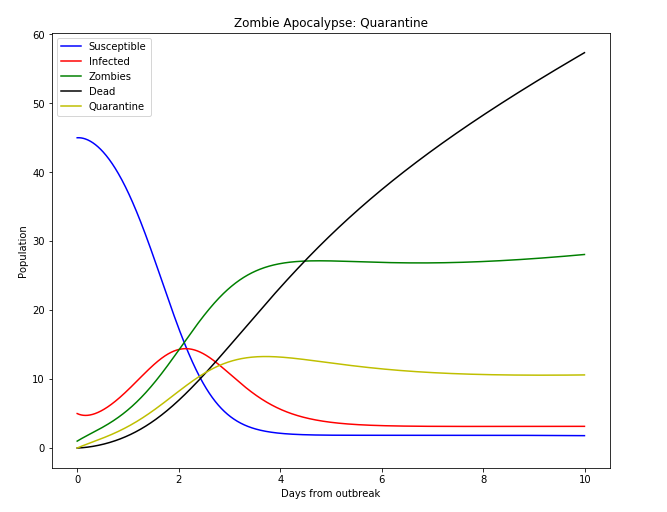 Zombie Apocalypse: Quarantine
Susceptible
Infected
Zombies
Dead
Quarantine
60
50
40
30
20
10
0
Population
0 2 4 6 8 10
Days from outbreak